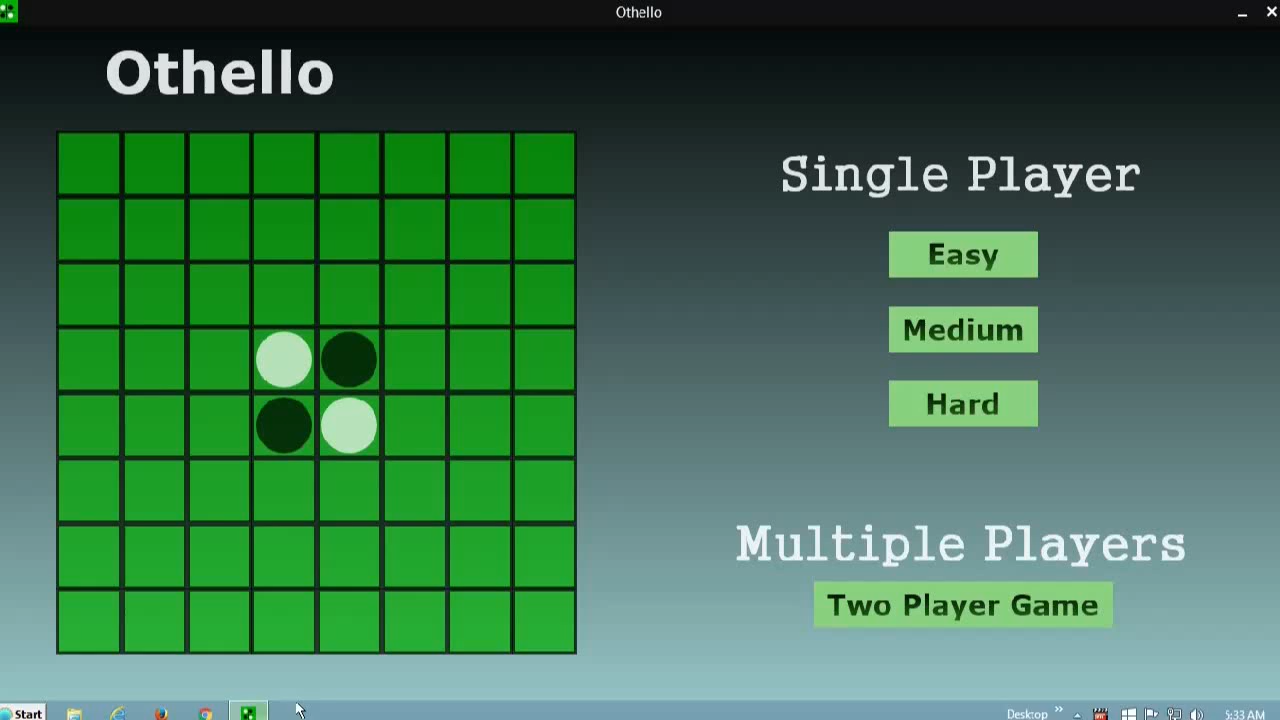 Othello
Othello
Single Player
Easy
Medium
Hard
Multiple Players
Two Player Game
Start
Desktop
5:33 AM